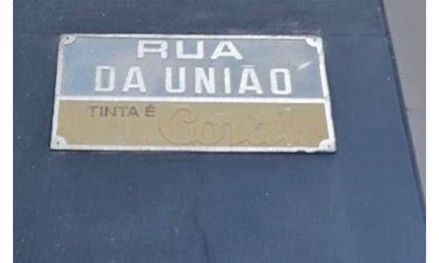 RUA
DA UNIÃO
TINTA É Coral